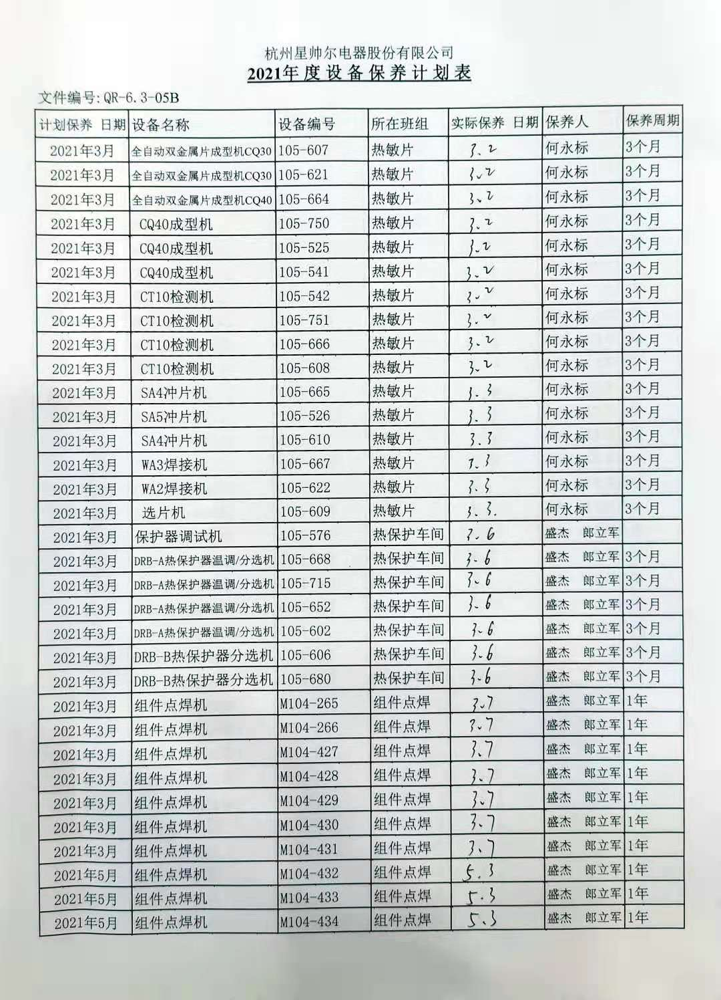 杭州星帅尔电器股份有限公司
2021年度设备保养计划表
文件编号:QR-6.3-05B
计划保养 日期 设备名称 设备编号 所在班组 实际保养 日期 保养人 保养周期
2021年3月 全自动双金属片成型机CQ30 105-607 热敏片 3.2 何永标 3个月
2021年3月 全自动双金属片成型机CQ30 105-621 热敏片 3.2 何永标 3个月
2021年3月 全自动双金属片成型机CQ40 105-664 热敏片 3.2 何永标 3个月
2021年3月 CQ40成型机 105-750 热敏片 3.2 何永标 3个月
2021年3月 CQ40成型机 105-525 热敏片 3.2 何永标 3个月
2021年3月 CQ40成型机 105-541 热敏片 3.2 何永标 3个月
2021年3月 CT10检测机 105-542 热敏片 3.2 何永标 3个月
2021年3月 CT10检测机 105-751 热敏片 3.2 何永标 3个月
2021年3月 CT10检测机 105-666 热敏片 3.2 何永标 3个月
2021年3月 CT10检测机 105-608 热敏片 3.2 何永标 3个月
2021年3月 SA4冲片机 105-665 热敏片 3.3 何永标 3个月
2021年3月 SA5冲片机 105-526 热敏片 3.3 何永标 3个月
2021年3月 SA4冲片机 105-610 热敏片 3.3 何永标 3个月
2021年3月 WA3焊接机 105-667 热敏片 3.3 何永标 3个月
2021年3月 WA2焊接机 105-622 热敏片 3.3 何永标 3个月
2021年3月 选片机 105-609 热敏片 3.3. 何永标 3个月
2021年3月 保护器调试机 105-576 热保护车间 3.6 盛杰 郎立军
2021年3月 DRB-A热保护器温调/分选机 105-668 热保护车间 3.6 盛杰 郎立军 3个月
2021年3月 DRB-A热保护器温调/分选机 105-715 热保护车间 3.6 盛杰 郎立军 3个月
2021年3月 DRB-A热保护器温调/分选机 105-652 热保护车间 3.6 盛杰 郎立军 3个月
2021年3月 DRB-A热保护器温调/分选机 105-602 热保护车间 3.6 盛杰 郎立军 3个月
2021年3月 DRB-B热保护器分选机 105-606 热保护车间 3.6 盛杰 郎立军 3个月
2021年3月 DRB-B热保护器分选机 105-680 热保护车间 3.6 盛杰 郎立军 3个月
2021年3月 组件点焊机 M104-265 组件点焊 3.7 盛杰 郎立军 1年
2021年3月 组件点焊机 M104-266 组件点焊 3.7 盛杰 郎立军 1年
2021年3月 组件点焊机 M104-427 组件点焊 3.7 盛杰 郎立军 1年
2021年3月 组件点焊机 M104-428 组件点焊 3.7 盛杰 郎立军 1年
2021年3月 组件点焊机 M104-429 组件点焊 3.7 盛杰 郎立军 1年
2021年3月 组件点焊机 M104-430 组件点焊 3.7 盛杰 郎立军 1年
2021年3月 组件点焊机 M104-431 组件点焊 3.7 盛杰 郎立军 1年
2021年5月 组件点焊机 M104-432 组件点焊 5.3 盛杰 郎立军 1年
2021年5月 组件点焊机 M104-433 组件点焊 5.3 盛杰 郎立军 1年
2021年5月 组件点焊机 M104-434 组件点焊 5.3 盛杰 郎立军 1年